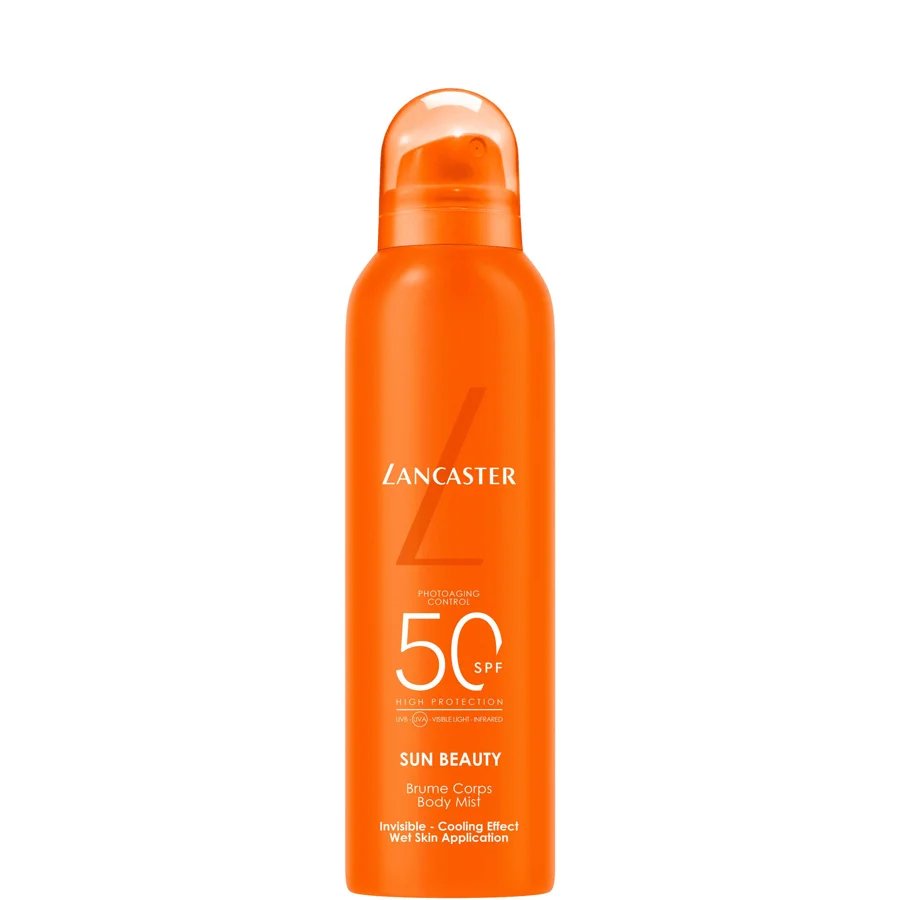 LANCASTER
PHOTOAGING
CONTROL
50 SPF
HIGH PROTECTION
UVB - UVA - VISIBLE LIGHT - INFRARED
SUN BEAUTY
Brume Corps
Body Mist
Invisible - Cooling Effect
Wet Skin Application